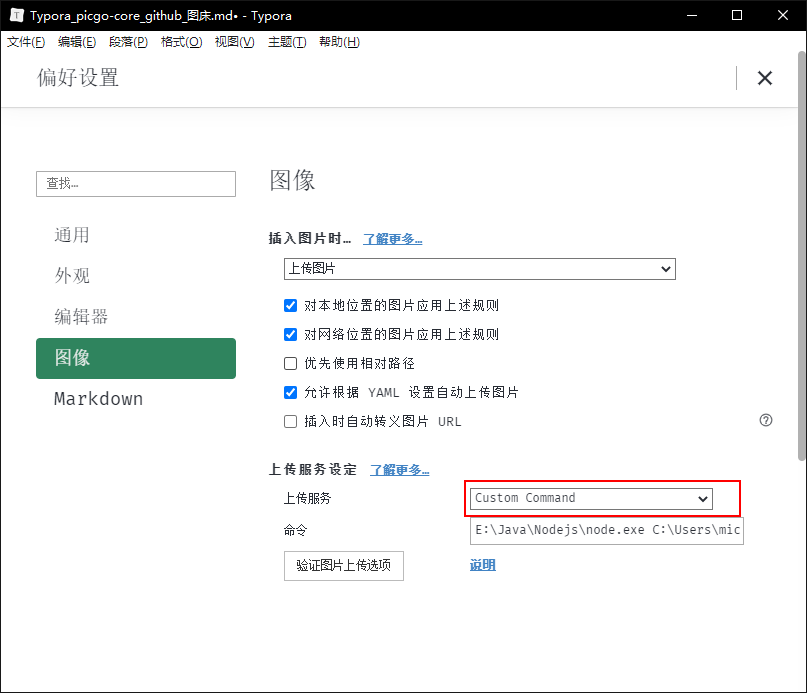 Typora_picgo-core_github_图床.md• - Typora
文件(F) 编辑(E) 段落(P) 格式(O) 视图(V) 主题(T) 帮助(H)
偏好设置
查找…
图像
通用
外观
编辑器
图像
Markdown
插入图片时… 了解更多…
上传图片
对本地位置的图片应用上述规则
对网络位置的图片应用上述规则
优先使用相对路径
允许根据 YAML 设置自动上传图片
插入时自动转义图片 URL
上传服务设定 了解更多…
上传服务 Custom Command
命令 E:\Java\Nodejs\node.exe C:\Users\mic
验证图片上传选项 说明